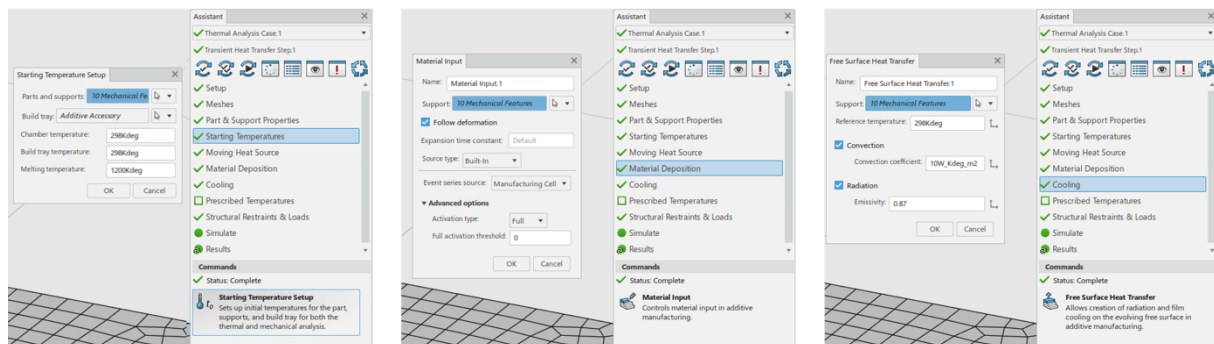 Assistant
Thermal Analysis Case.1
Transient Heat Transfer Step.1
Starting Temperature Setup
Parts and supports: 10 Mechanical Fe
Build tray: Additive Accessory
Chamber temperature: 298Kdeg
Build tray temperature: 298Kdeg
Melting temperature: 1200Kdeg
OK Cancel
Setup
Meshes
Part & Support Properties
Starting Temperatures
Moving Heat Source
Material Deposition
Cooling
Prescribed Temperatures
Structural Restraints & Loads
Simulate
Results
Commands
Status: Complete
Starting Temperature Setup
Sets up initial temperatures for the part,
supports, and build tray for both the
thermal and mechanical analysis.
Assistant
Thermal Analysis Case.1
Transient Heat Transfer Step.1
Material Input
Name: Material Input.1
Support: 10 Mechanical Features
Follow deformation
Expansion time constant: Default
Source type: Built-In
Event series source: Manufacturing Cell
Advanced options
Activation type: Full
Full activation threshold: 0
OK Cancel
Setup
Meshes
Part & Support Properties
Starting Temperatures
Moving Heat Source
Material Deposition
Cooling
Prescribed Temperatures
Structural Restraints & Loads
Simulate
Results
Commands
Status: Complete
Material Input
Controls material input in additive
manufacturing.
Assistant
Thermal Analysis Case.1
Transient Heat Transfer Step.1
Free Surface Heat Transfer
Name: Free Surface Heat Transfer.1
Support: 10 Mechanical Features
Reference temperature: 298Kdeg
Convection
Convection coefficient: 10W_Kdeg_m2
Radiation
Emissivity: 0.87
OK Cancel
Setup
Meshes
Part & Support Properties
Starting Temperatures
Moving Heat Source
Material Deposition
Cooling
Prescribed Temperatures
Structural Restraints & Loads
Simulate
Results
Commands
Status: Complete
Free Surface Heat Transfer
Allows creation of radiation and film
cooling on the evolving free surface in
additive manufacturing.